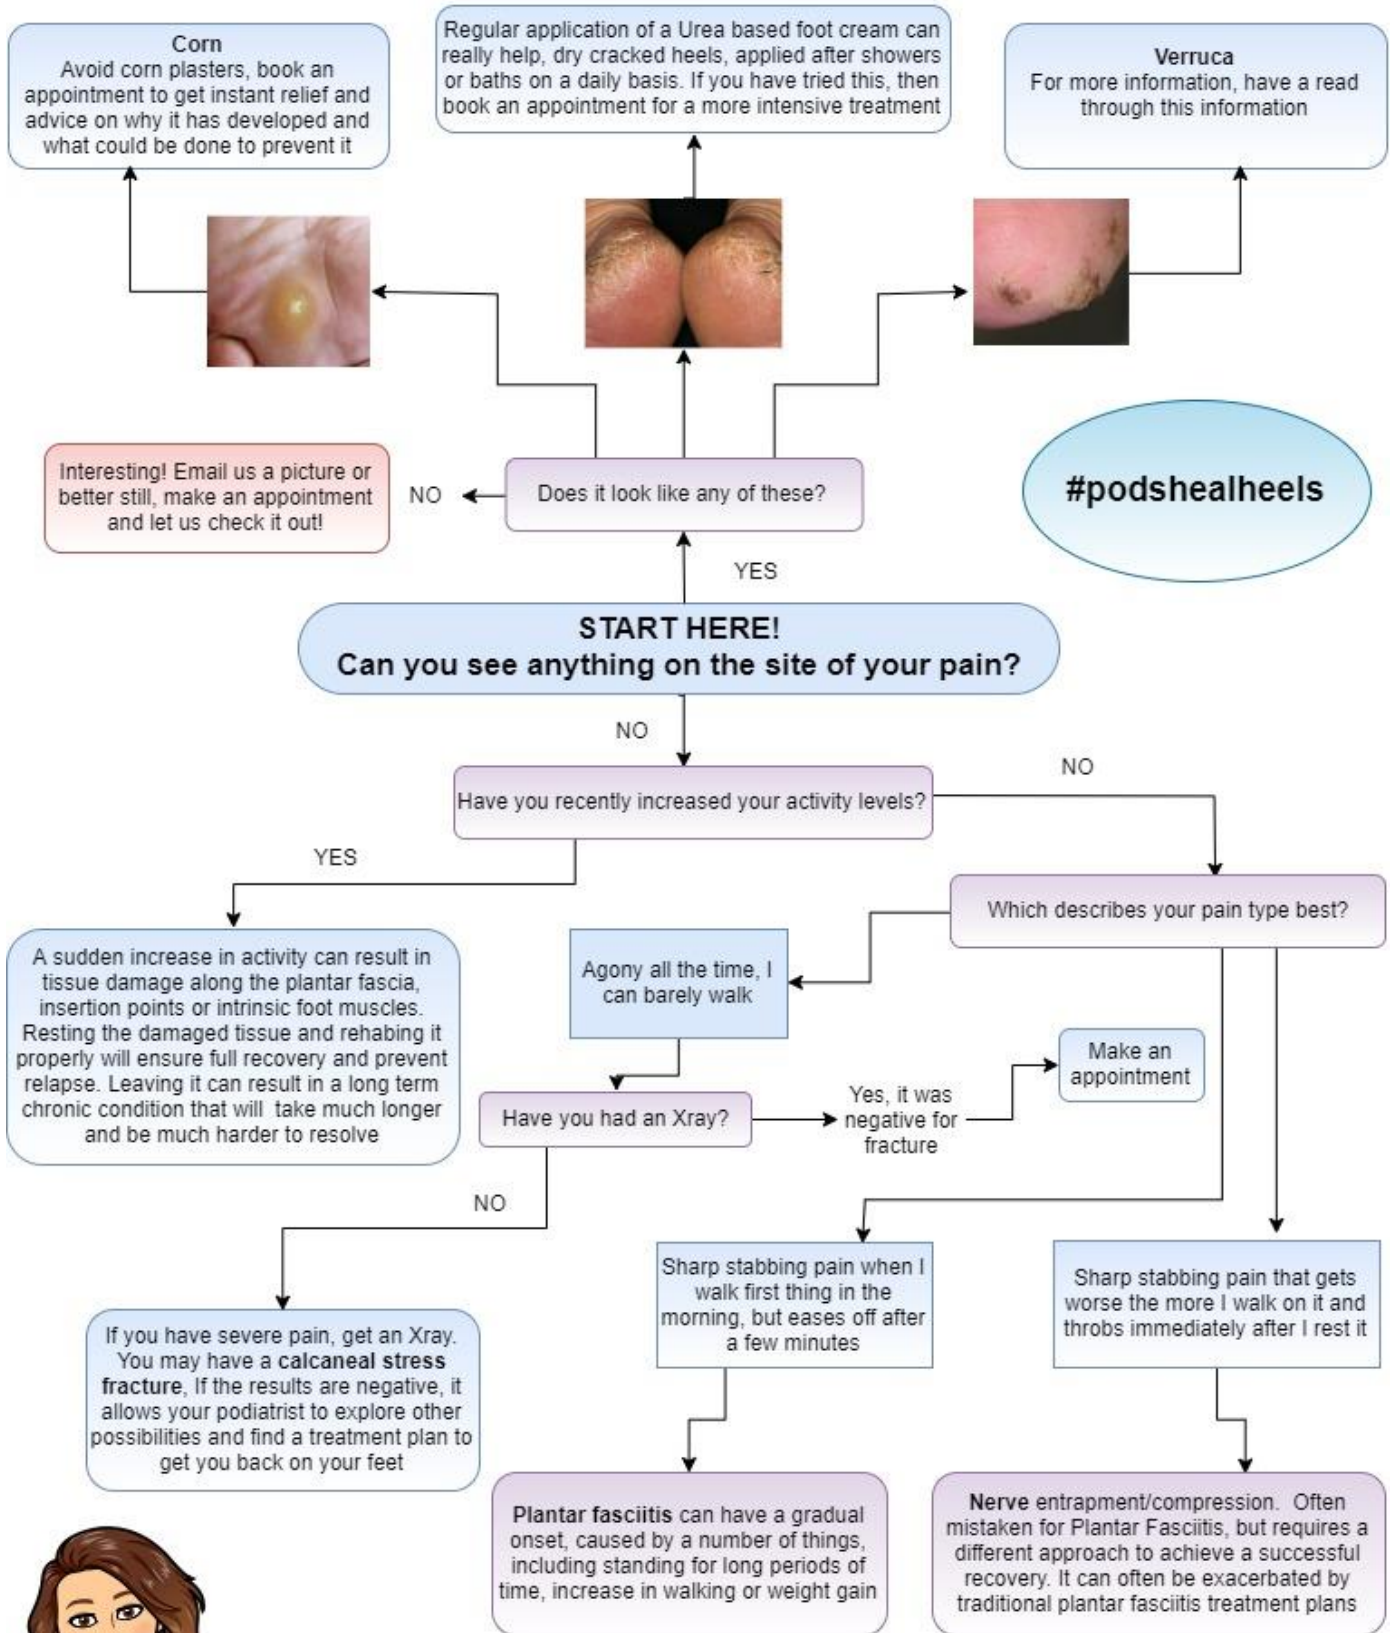 Corn
Avoid corn plasters, book an
appointment to get instant relief and
advice on why it has developed and
what could be done to prevent it
Regular application of a Urea based foot cream can
really help, dry cracked heels, applied after showers
or baths on a daily basis. If you have tried this, then
book an appointment for a more intensive treatment
Verruca
For more information, have a read
through this information
Interesting! Email us a picture or
better still, make an appointment
and let us check it out!
NO
Does it look like any of these?
#podshealheels
YES
START HERE!
Can you see anything on the site of your pain?
NO
Have you recently increased your activity levels?
NO
YES
Which describes your pain type best?
A sudden increase in activity can result in
tissue damage along the plantar fascia,
insertion points or intrinsic foot muscles.
Resting the damaged tissue and rehabing it
properly will ensure full recovery and prevent
relapse. Leaving it can result in a long term
chronic condition that will take much longer
and be much harder to resolve
Agony all the time, I
can barely walk
Have you had an Xray?
Yes, it was
negative for
fracture
Make an
appointment
NO
If you have severe pain, get an Xray.
You may have a calcaneal stress
fracture, If the results are negative, it
allows your podiatrist to explore other
possibilities and find a treatment plan to
get you back on your feet
Sharp stabbing pain when I
walk first thing in the
morning, but eases off after
a few minutes
Sharp stabbing pain that gets
worse the more I walk on it and
throbs immediately after I rest it
Plantar fasciitis can have a gradual
onset, caused by a number of things,
including standing for long periods of
time, increase in walking or weight gain
Nerve entrapment/compression. Often
mistaken for Plantar Fasciitis, but requires a
different approach to achieve a successful
recovery. It can often be exacerbated by
traditional plantar fasciitis treatment plans